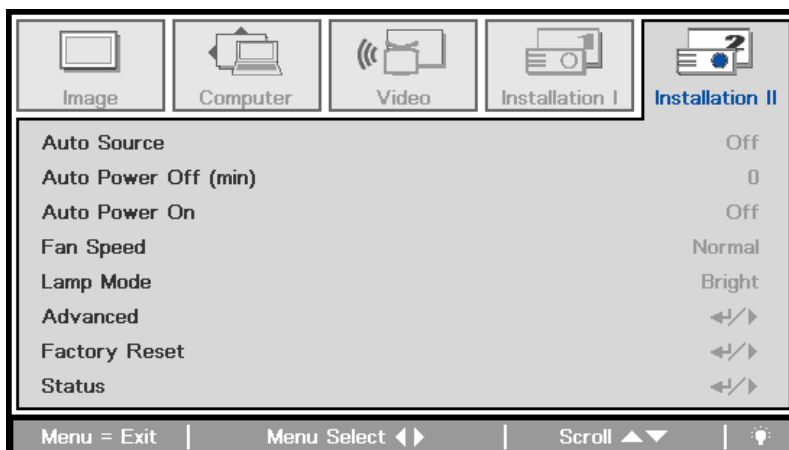 Image Computer Video Installation I Installation II
Auto Source Off
Auto Power Off (min) 0
Auto Power On Off
Fan Speed Normal
Lamp Mode Bright
Advanced
Factory Reset
Status
Menu = Exit Menu Select Scroll